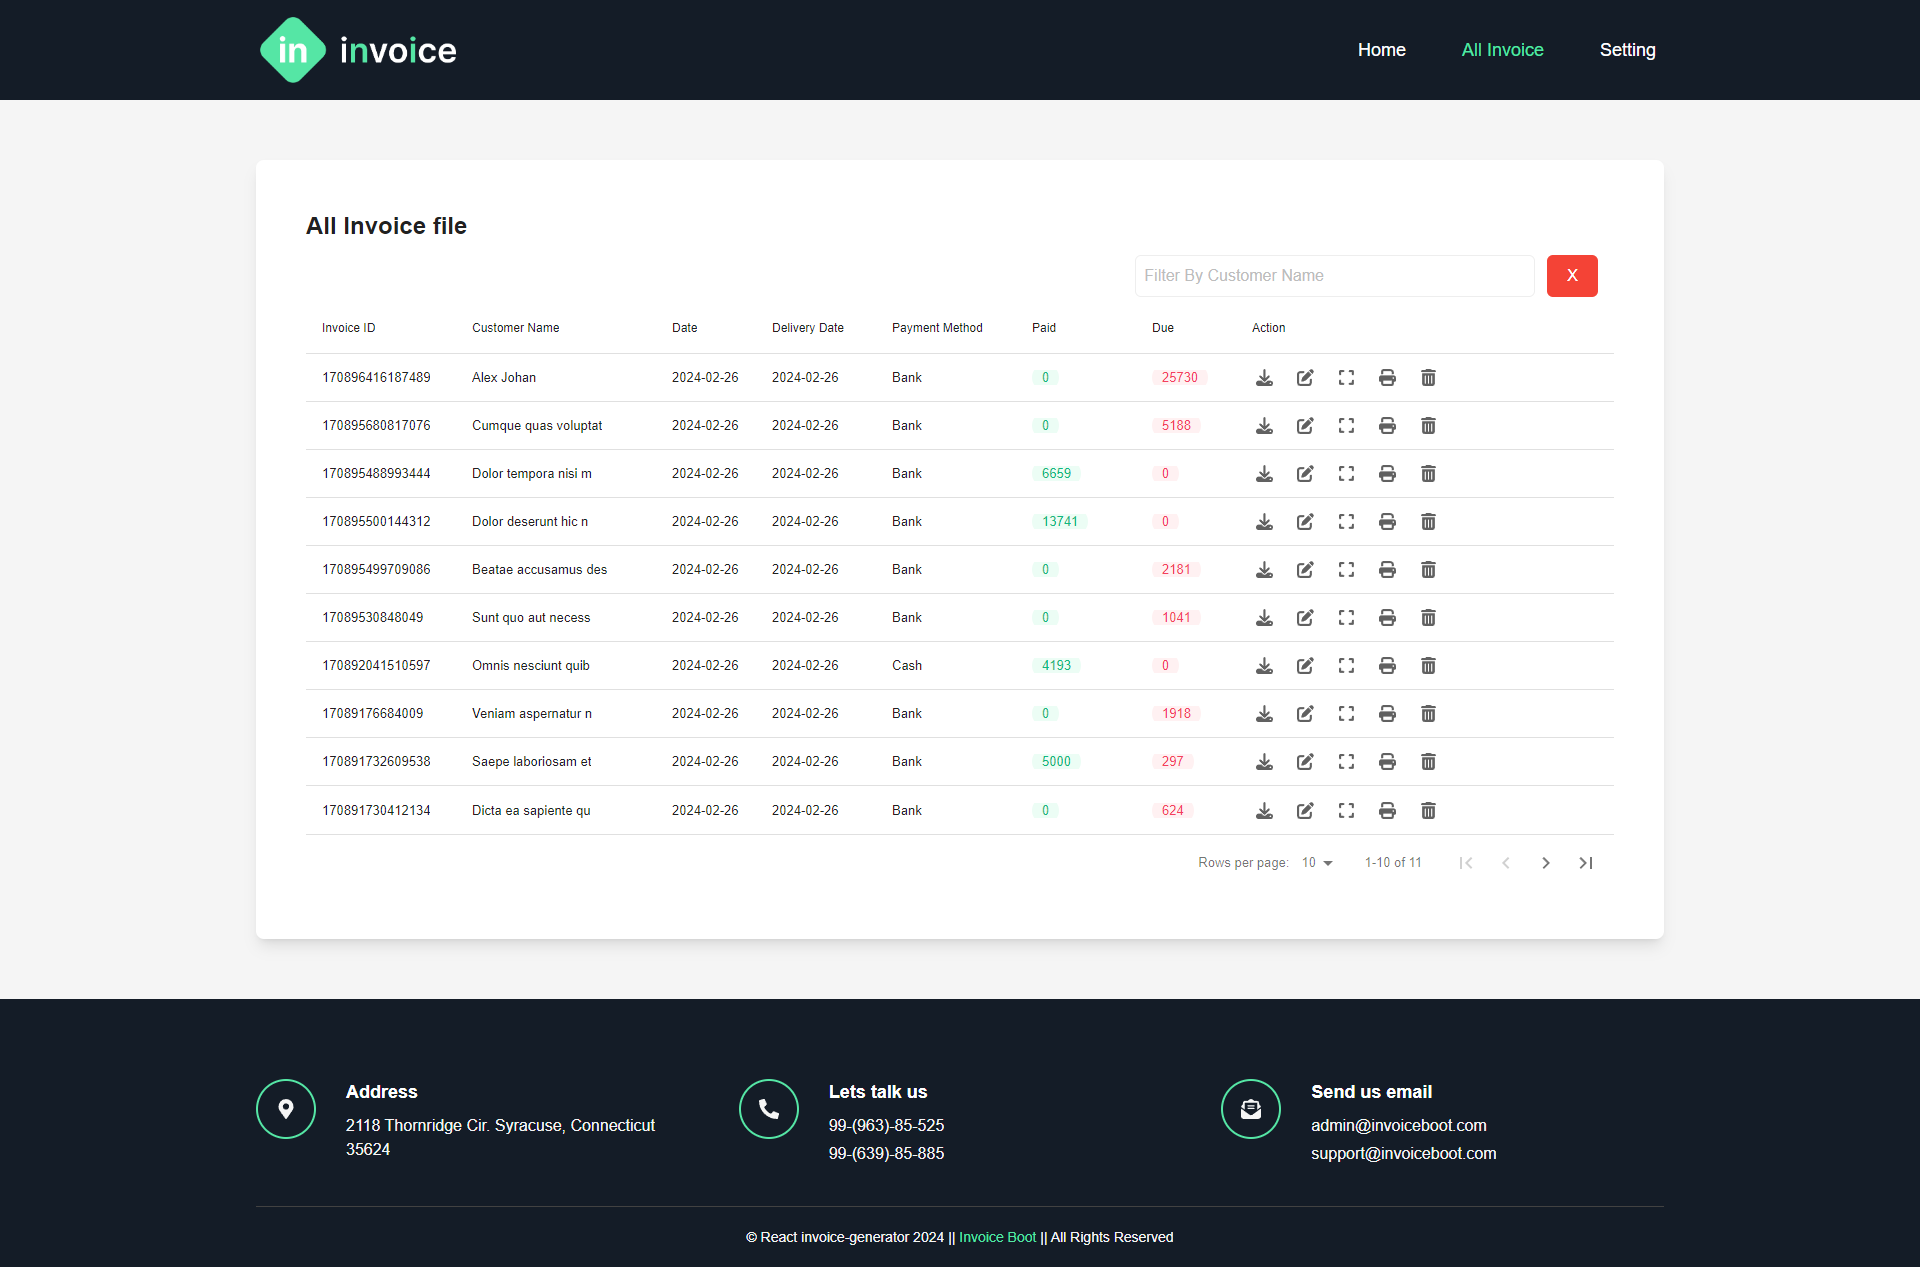 in invoice
Home All Invoice Setting
All Invoice file
Filter By Customer Name X
Invoice ID Customer Name Date Delivery Date Payment Method Paid Due Action
170896416187489 Alex Johan 2024-02-26 2024-02-26 Bank 0 25730
170895680817076 Cumque quas voluptat 2024-02-26 2024-02-26 Bank 0 5188
170895488993444 Dolor tempora nisi m 2024-02-26 2024-02-26 Bank 6659 0
170895500144312 Dolor deserunt hic n 2024-02-26 2024-02-26 Bank 13741 0
170895499709086 Beatae accusamus des 2024-02-26 2024-02-26 Bank 0 2181
17089530848049 Sunt quo aut necess 2024-02-26 2024-02-26 Bank 0 1041
170892041510597 Omnis nesciunt quib 2024-02-26 2024-02-26 Cash 4193 0
17089176684009 Veniam aspernatur n 2024-02-26 2024-02-26 Bank 0 1918
170891732609538 Saepe laboriosam et 2024-02-26 2024-02-26 Bank 5000 297
170891730412134 Dicta ea sapiente qu 2024-02-26 2024-02-26 Bank 0 624
Rows per page: 10 1-10 of 11
Address
2118 Thornridge Cir. Syracuse, Connecticut
35624
Lets talk us
99-(963)-85-525
99-(639)-85-885
Send us email
admin@invoiceboot.com
support@invoiceboot.com
© React invoice-generator 2024 || Invoice Boot || All Rights Reserved